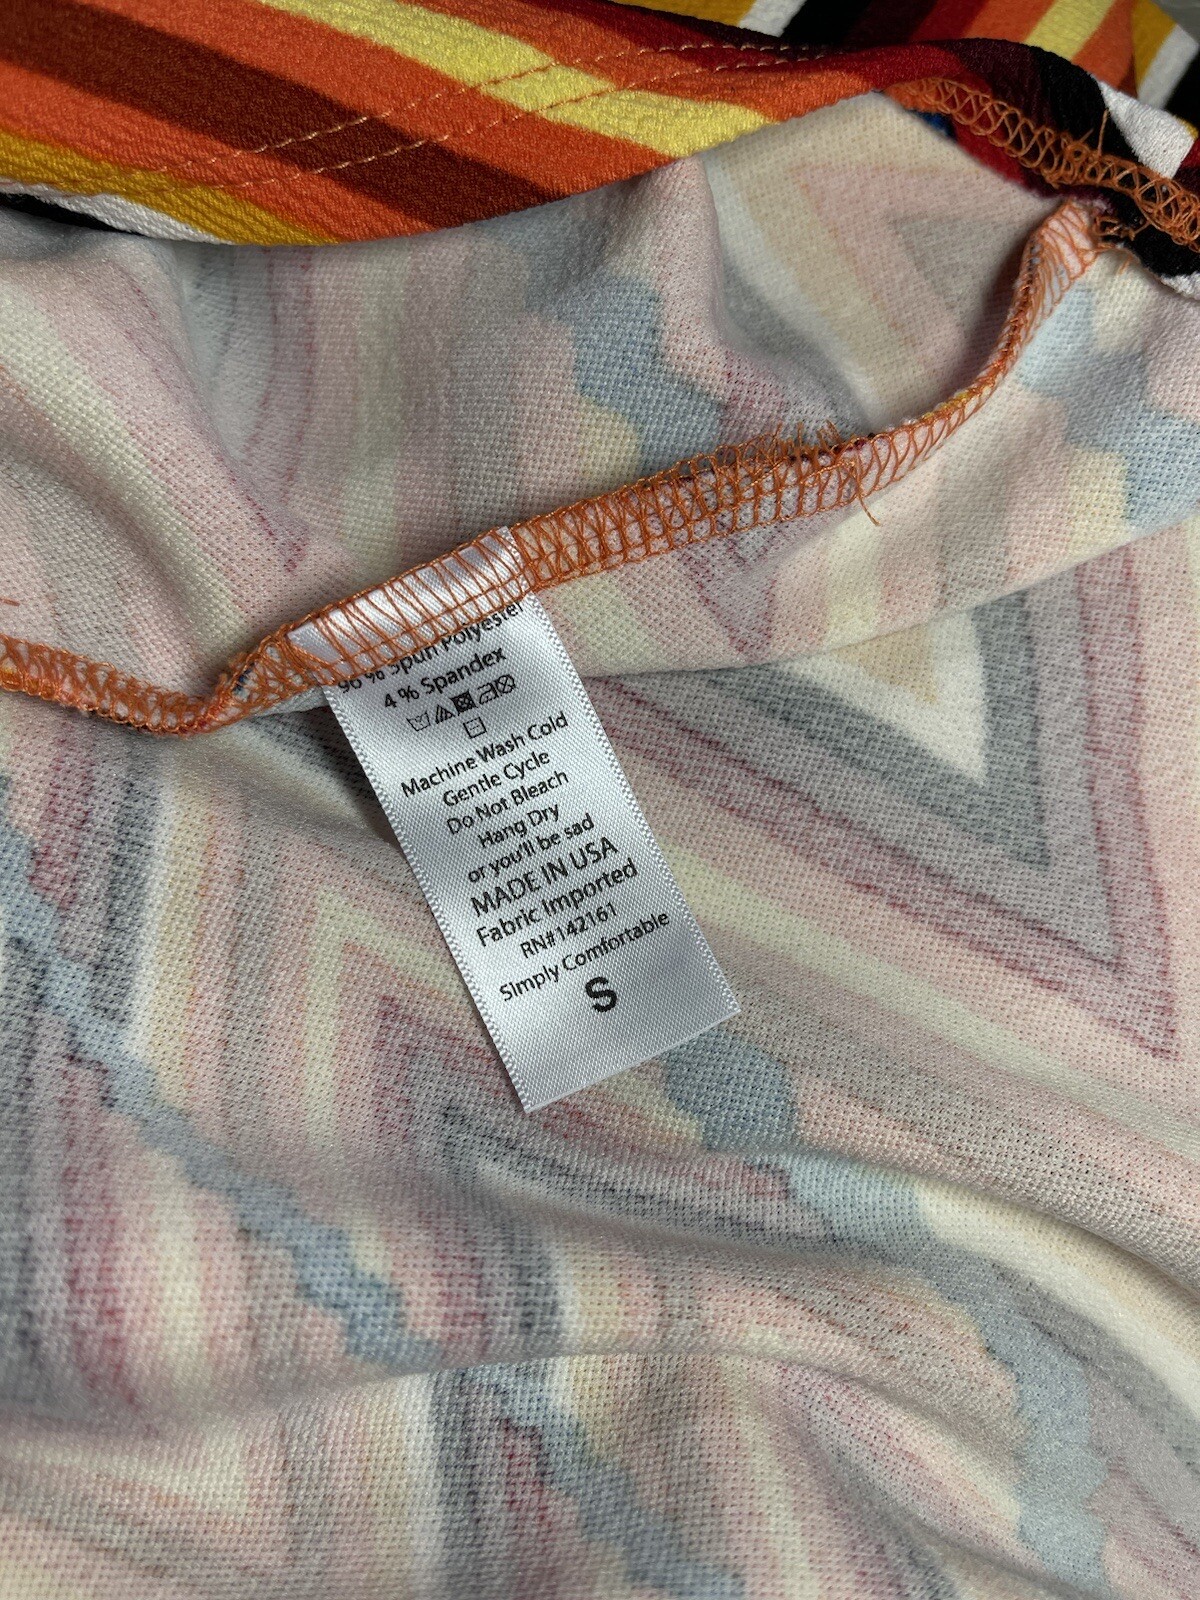 96 % Spun Polyester
4 % Spandex
Machine Wash Cold
Gentle Cycle
Do Not Bleach
Hang Dry
or you'll be sad
MADE IN USA
Fabric Imported
RN#142161
Simply Comfortable
S